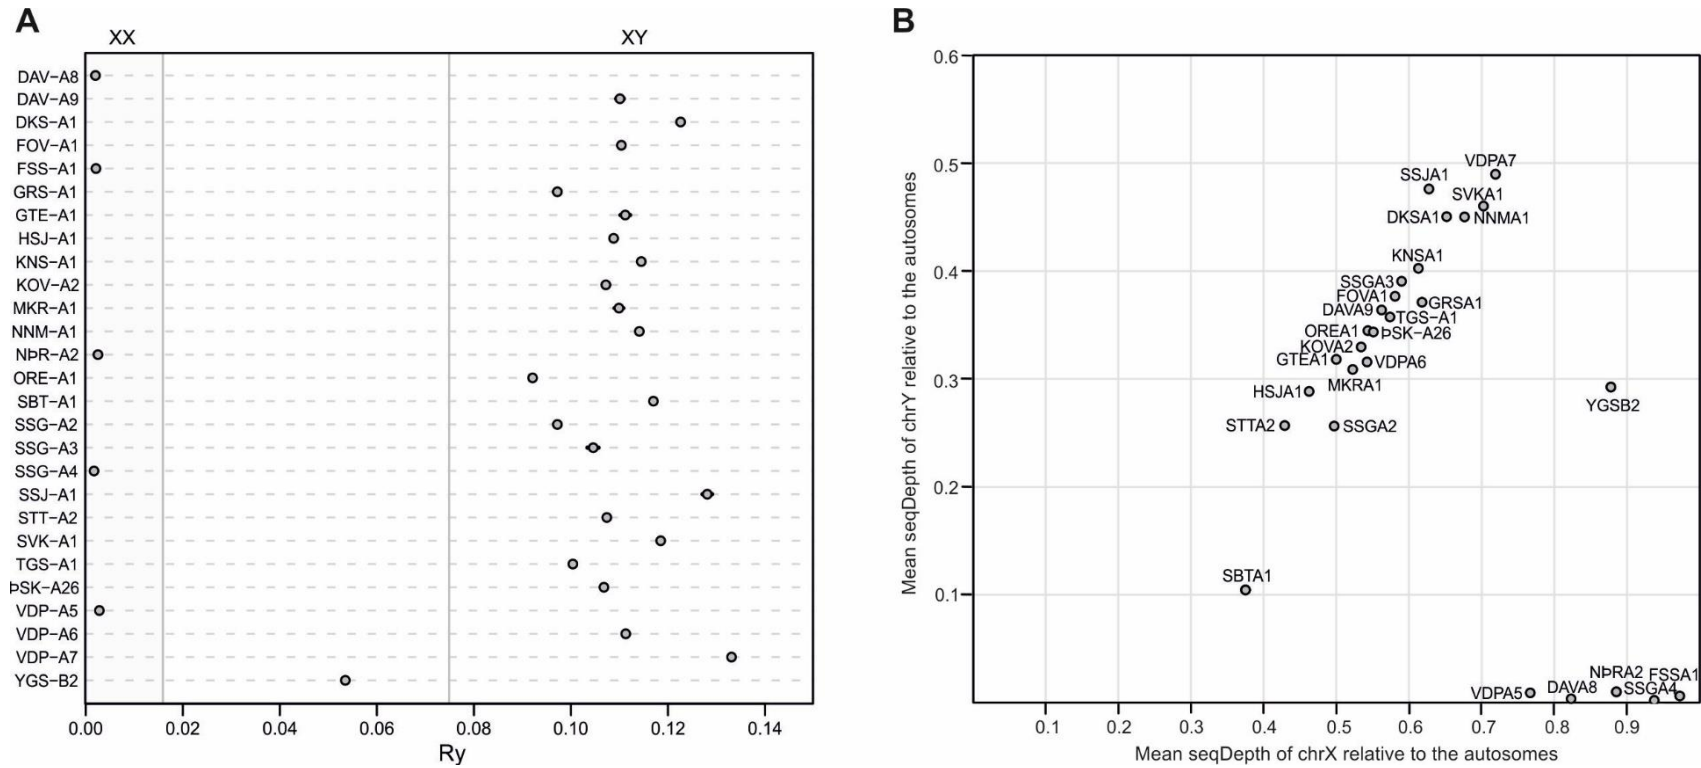 A
XX XY
DAV-A8
DAV-A9
DKS-A1
FOV-A1
FSS-A1
GRS-A1
GTE-A1
HSJ-A1
KNS-A1
KOV-A2
MKR-A1
NNM-A1
NÞR-A2
ORE-A1
SBT-A1
SSG-A2
SSG-A3
SSG-A4
SSJ-A1
STT-A2
SVK-A1
TGS-A1
ÞSK-A26
VDP-A5
VDP-A6
VDP-A7
YGS-B2
0.00 0.02 0.04 0.06 0.08 0.10 0.12 0.14
Ry
B
Mean seqDepth of chrY relative to the autosomes
0.6
0.5
0.4
0.3
0.2
0.1
VDPA7
SSJA1
SVKA1
DKSA1 NNMA1
KNSA1
SSGA3
FOVA1 GRSA1
DAVA9 TGS-A1
OREA1 ÞSK-A26
KOVA2
GTEA1 VDPA6
MKRA1
HSJA1
YGSB2
STTA2 SSGA2
SBTA1
NÞRA2 FSSA1
VDPA5 DAVA8 SSGA4
0.1 0.2 0.3 0.4 0.5 0.6 0.7 0.8 0.9
Mean seqDepth of chrX relative to the autosomes